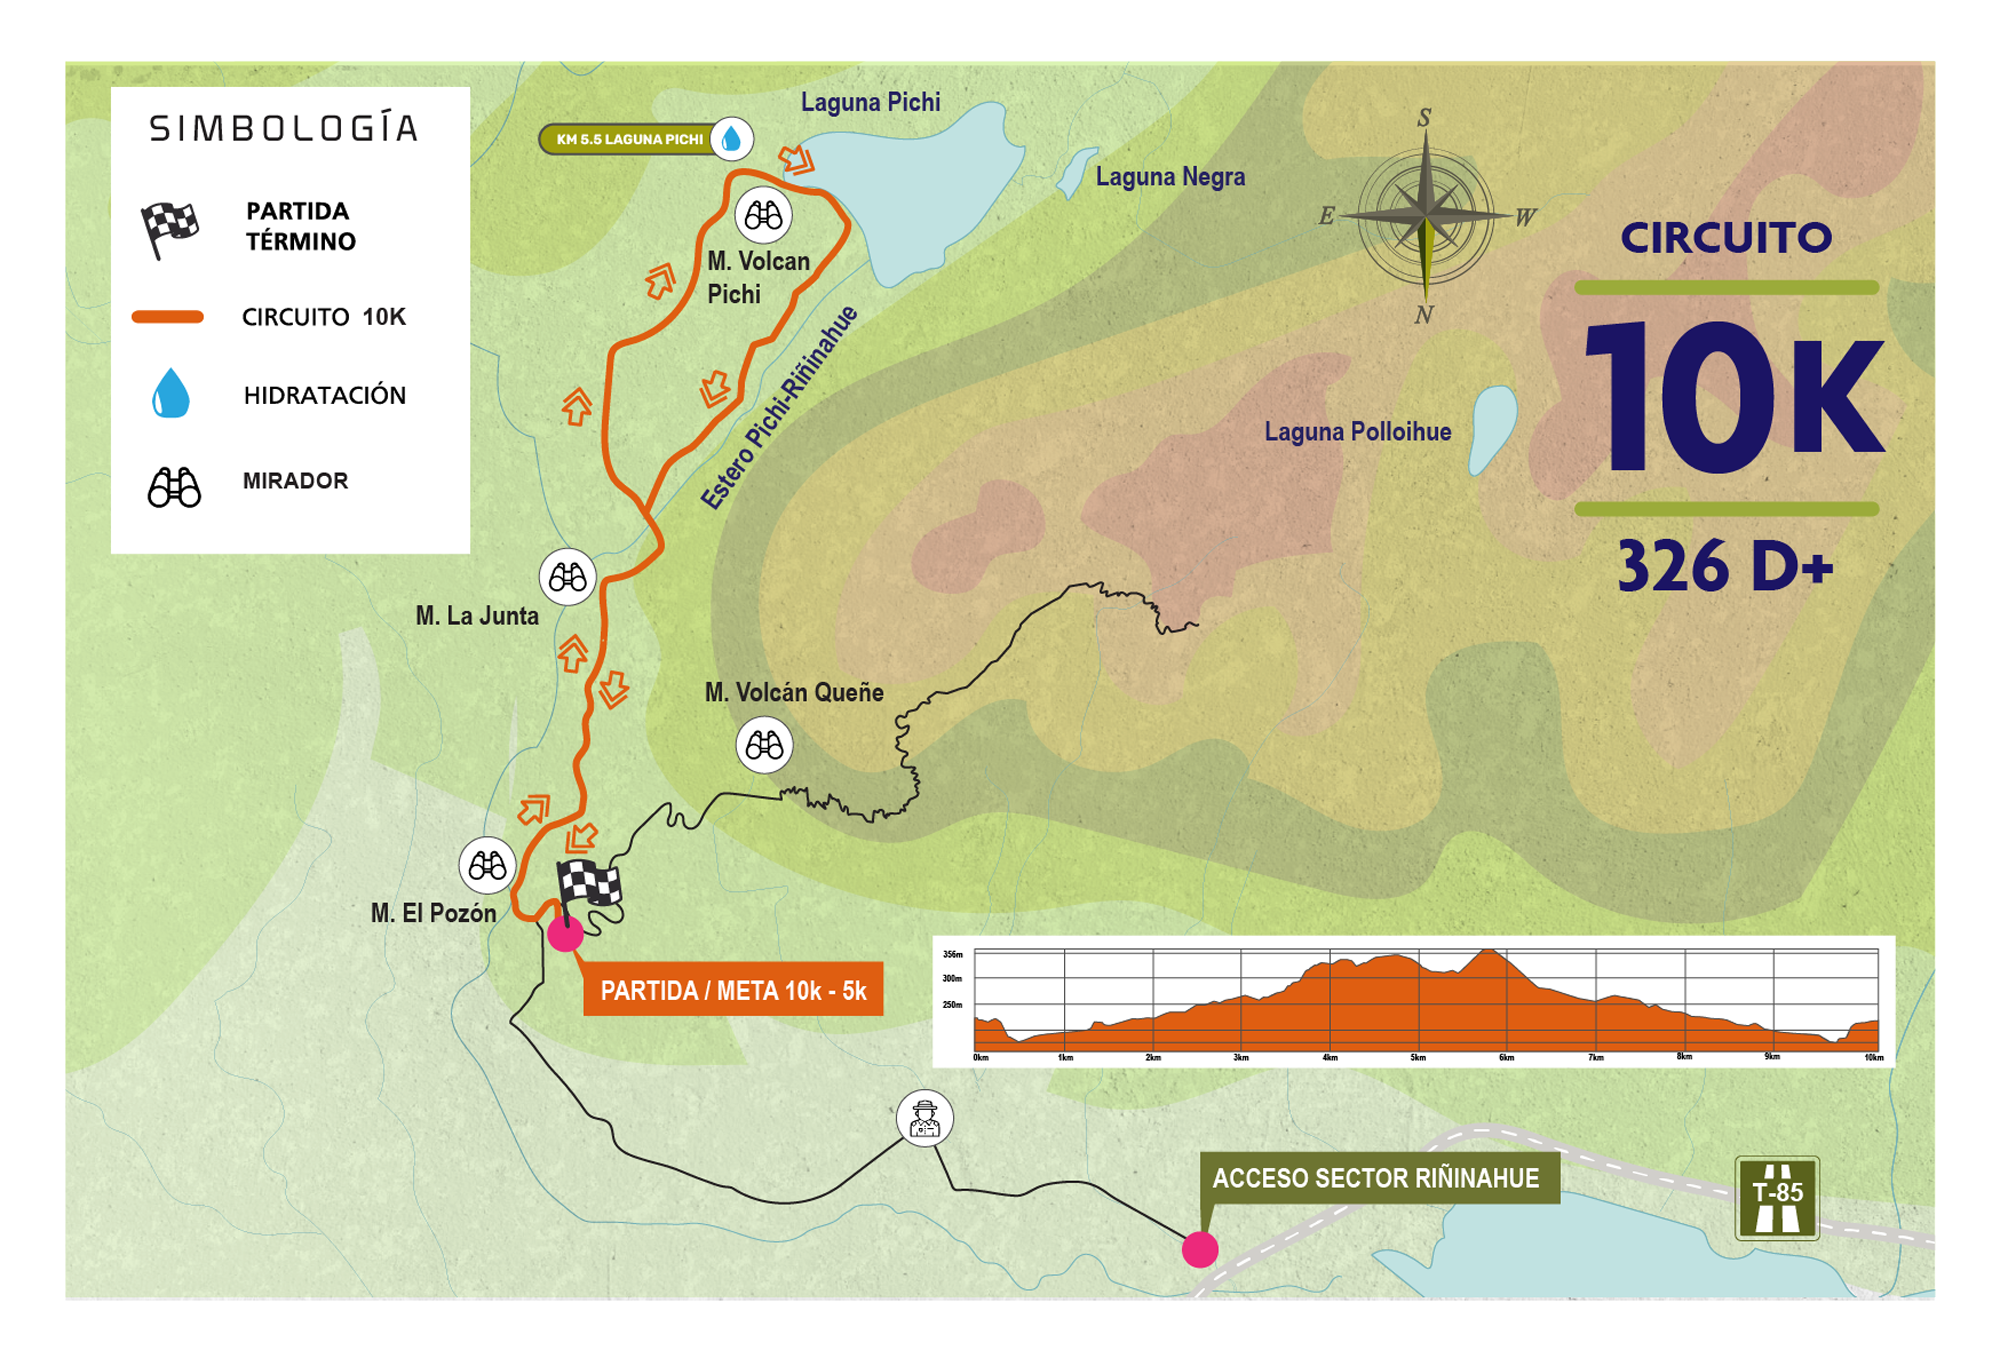 SIMBOLOGÍA
PARTIDA
TÉRMINO
CIRCUITO 10K
HIDRATACIÓN
MIRADOR
KM 5.5 LAGUNA PICHI
Laguna Pichi
Laguna Negra
M. Volcan
Pichi
Estero Pichi-Riñinahue
Laguna Polloihue
S
E
W
N
CIRCUITO
10K
326 D+
M. La Junta
M. Volcán Queñe
M. El Pozón
PARTIDA / META 10k - 5k
356m
300m
250m
0km
1km
2km
3km
4km
5km
6km
7km
8km
9km
10km
ACCESO SECTOR RIÑINAHUE
T-85